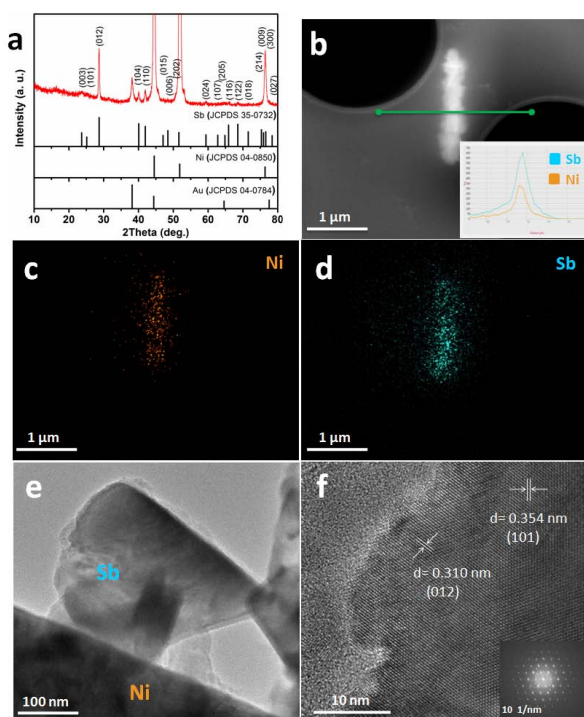 a
Intensity (a. u.)
(003)
(101)
(012)
(104)
(110)
(015)
(006)
(202)
(024)
(107)
(205)
(116)
(122)
(018)
(214)
(009)
(300)
(027)
Sb (JCPDS 35-0732)
Ni (JCPDS 04-0850)
Au (JCPDS 04-0784)
10 20 30 40 50 60 70 80
2Theta (deg.)
b
Sb
Ni
1 µm
c
Ni
1 µm
d
Sb
1 µm
e
Sb
Ni
100 nm
f
d= 0.354 nm
(101)
d= 0.310 nm
(012)
10 nm
10 1/nm